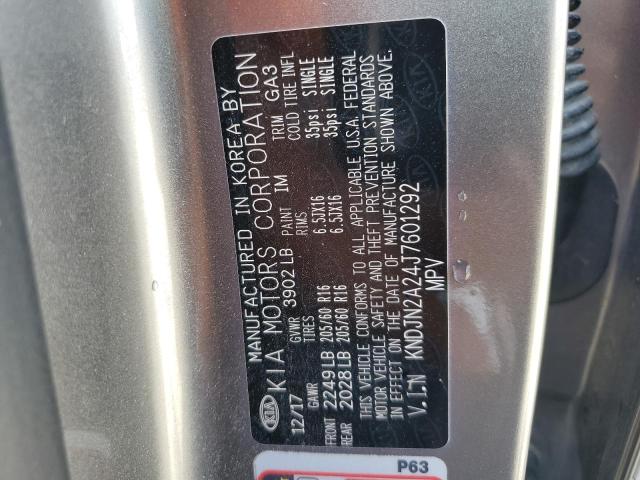 MANUFACTURED IN KOREA BY
KIA KIA MOTORS CORPORATION
12/17 GVWR 3902 LB PAINT IM TRIM GA3
GAWR TIRES RIMS COLD TIRE INFL
FRONT 2249 LB 205/60 R16 6.5JX16 35psi SINGLE
REAR 2028 LB 205/60 R16 6.5JX16 35psi SINGLE
THIS VEHICLE CONFORMS TO ALL APPLICABLE U.S.A. FEDERAL
MOTOR VEHICLE SAFETY AND THEFT PREVENTION STANDARDS
IN EFFECT ON THE DATE OF MANUFACTURE SHOWN ABOVE.
V.I.N KNDJN2A24J7601292
MPV
P63